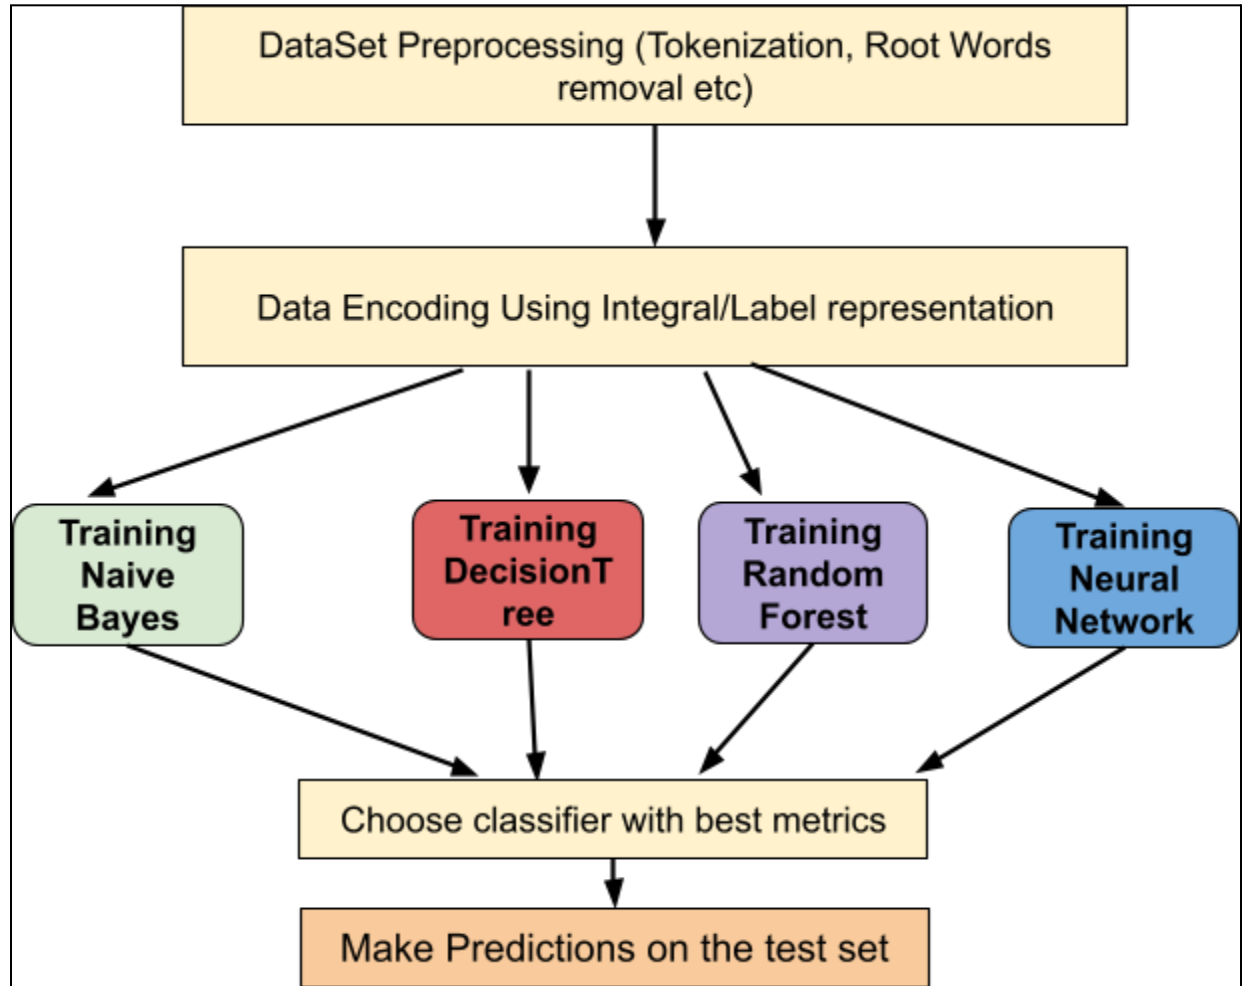 DataSet Preprocessing (Tokenization, Root Words
removal etc)
Data Encoding Using Integral/Label representation
Training
Naive
Bayes
Training
DecisionT
ree
Training
Random
Forest
Training
Neural
Network
Choose classifier with best metrics
Make Predictions on the test set